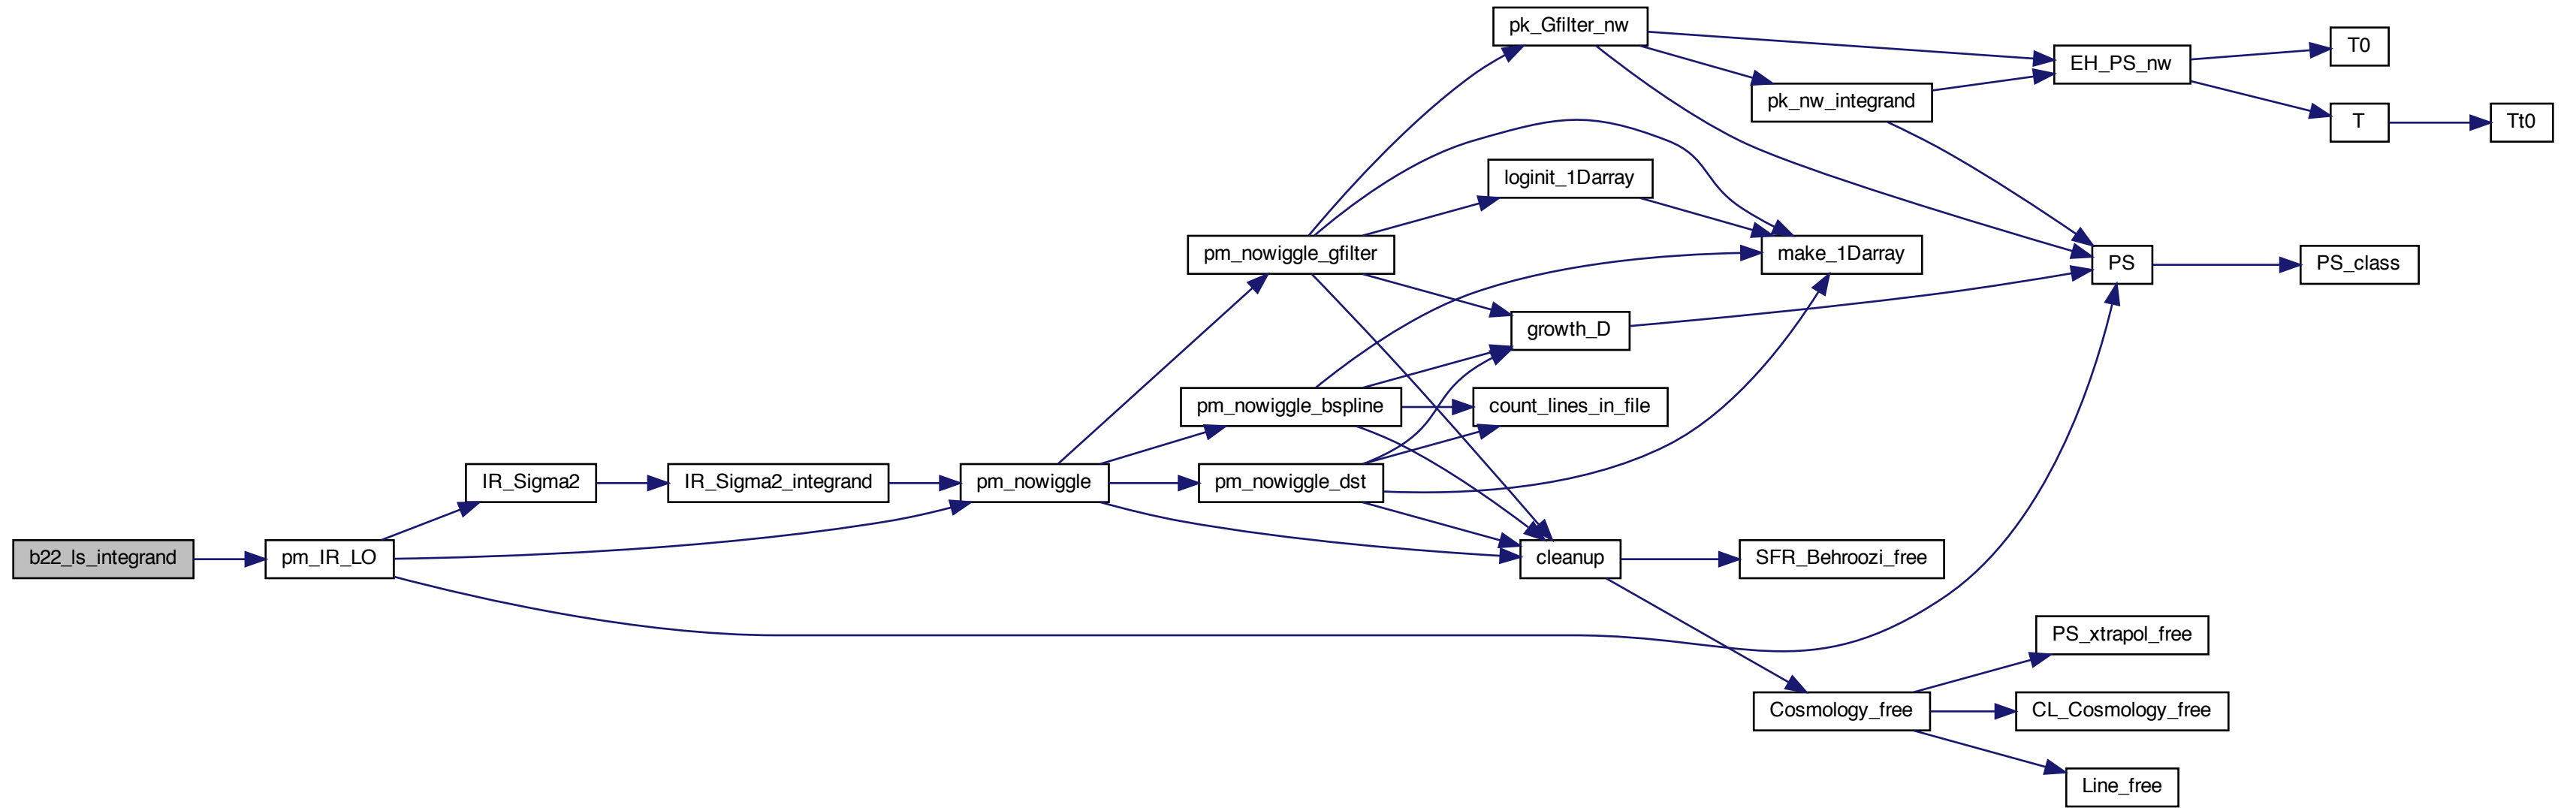 pk_Gfilter_nw
T0
EH_PS_nw
pk_nw_integrand
T
Tt0
loginit_1Darray
pm_nowiggle_gfilter
make_1Darray
PS
PS_class
growth_D
pm_nowiggle_bspline
count_lines_in_file
IR_Sigma2
IR_Sigma2_integrand
pm_nowiggle
pm_nowiggle_dst
b22_ls_integrand
pm_IR_LO
cleanup
SFR_Behroozi_free
PS_xtrapol_free
Cosmology_free
CL_Cosmology_free
Line_free